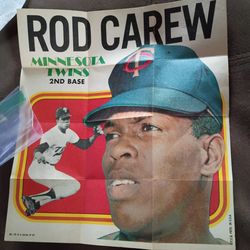 ROD CAREW
MINNESOTA
TWINS
2ND BASE